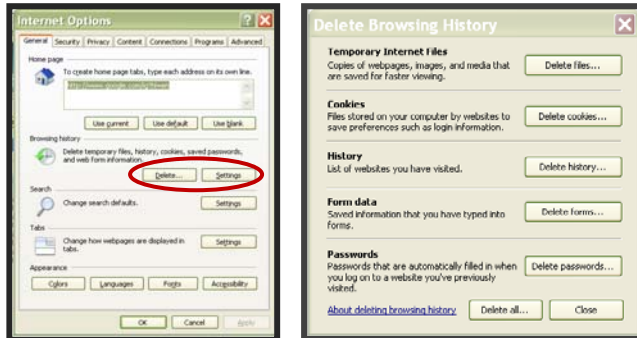 Internet Options
General Security Privacy Content Connections Programs Advanced
Home page
To create home page tabs, type each address on its own line.
Use current Use default Use blank
Browsing history
Delete temporary files, history, cookies, saved passwords,
and web form information.
Delete... Settings
Search
Change search defaults. Settings
Tabs
Change how webpages are displayed in
tabs. Settings
Appearance
Colors Languages Fonts Accessibility
OK Cancel Apply
Delete Browsing History
Temporary Internet Files
Copies of webpages, images, and media that
are saved for faster viewing.
Delete files...
Cookies
Files stored on your computer by websites to
save preferences such as login information.
Delete cookies...
History
List of websites you have visited.
Delete history...
Form data
Saved information that you have typed into
forms.
Delete forms...
Passwords
Passwords that are automatically filled in when
you log on to a website you've previously
visited.
Delete passwords...
About deleting browsing history Delete all... Close